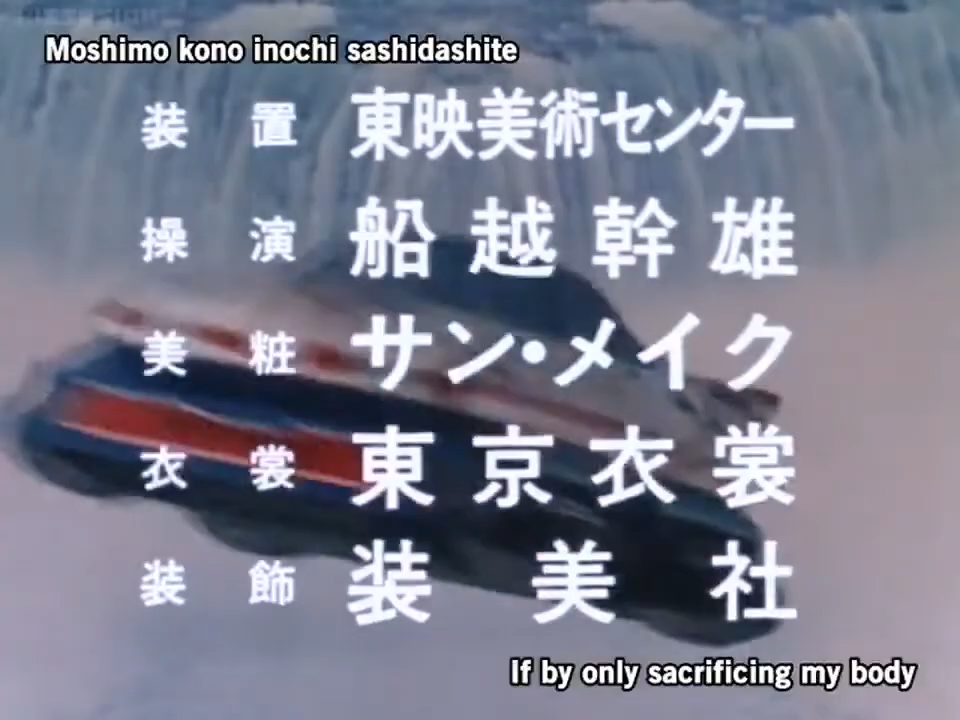 Moshimo kono inochi sashidashite
装置 東映美術センター
操演 船越幹雄
美粧 サン・メイク
衣裳 東京衣裳
装飾 装美社
If by only sacrificing my body